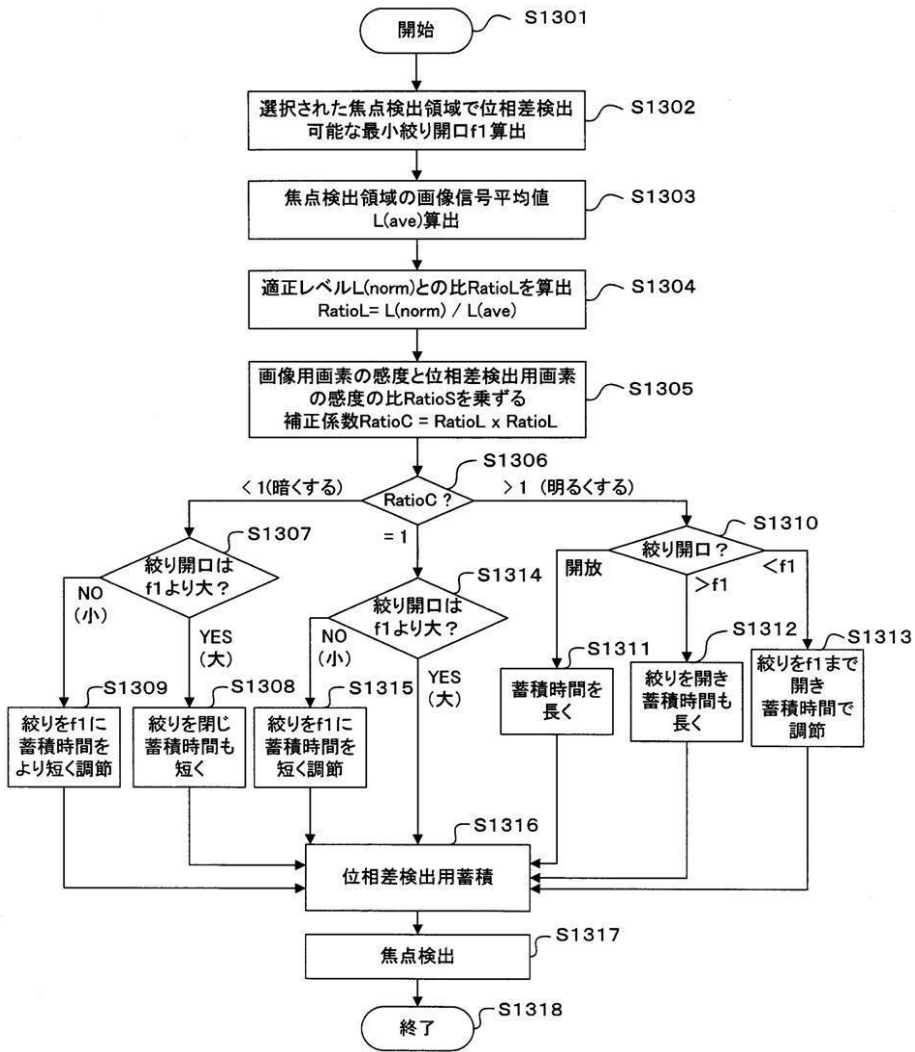 開始
S1301
選択された焦点検出領域で位相差検出
可能な最小絞り開口f1算出
S1302
焦点検出領域の画像信号平均値
L(ave)算出
S1303
適正レベルL(norm)との比RatioLを算出
RatioL= L(norm) / L(ave)
S1304
画像用画素の感度と位相差検出用画素
の感度の比RatioSを乗ずる
補正係数RatioC = RatioL x RatioL
S1305
S1306
RatioC ?
< 1(暗くする)
= 1
> 1 (明るくする)
S1307
絞り開口は
f1より大?
NO
(小)
YES
(大)
S1314
絞り開口は
f1より大?
NO
(小)
YES
(大)
S1310
絞り開口?
開放
>f1
<f1
S1309
絞りをf1に
蓄積時間を
より短く調節
S1308
絞りを閉じ
蓄積時間も
短く
S1315
絞りをf1に
蓄積時間を
短く調節
S1311
蓄積時間を
長く
S1312
絞りを開き
蓄積時間も
長く
S1313
絞りをf1まで
開き
蓄積時間で
調節
S1316
位相差検出用蓄積
S1317
焦点検出
終了
S1318